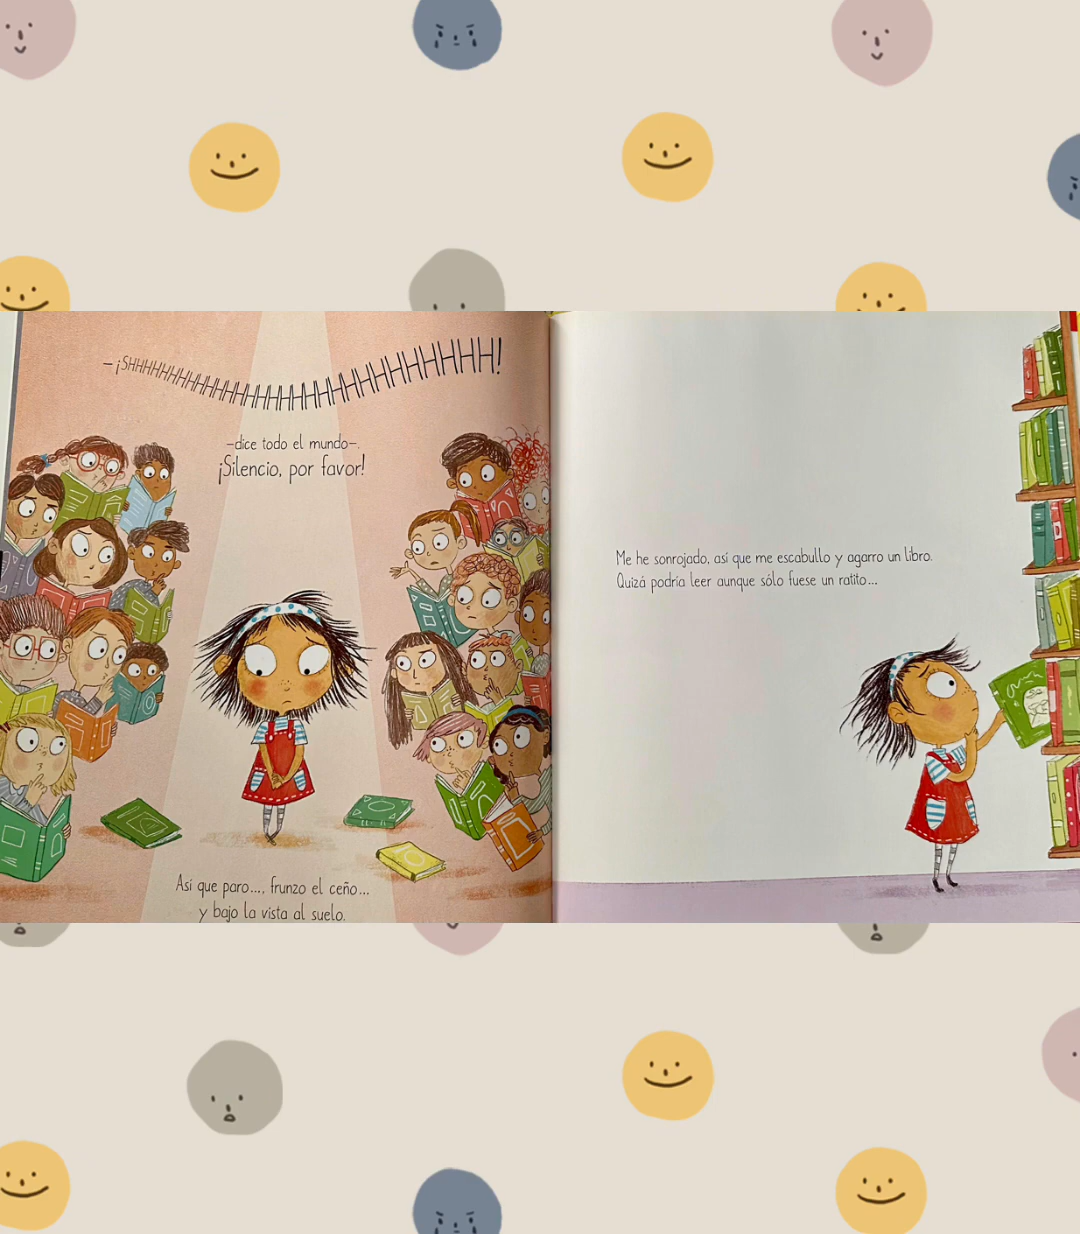 –¡SHHHHHHHHHHHHHHHHHHHHHHHHHHHHHHHH!
–dice todo el mundo–.
¡Silencio, por favor!
Así que paro..., frunzo el ceño...
y bajo la vista al suelo.
Me he sonrojado, así que me escabullo y agarro un libro.
Quizá podría leer aunque sólo fuese un ratito...